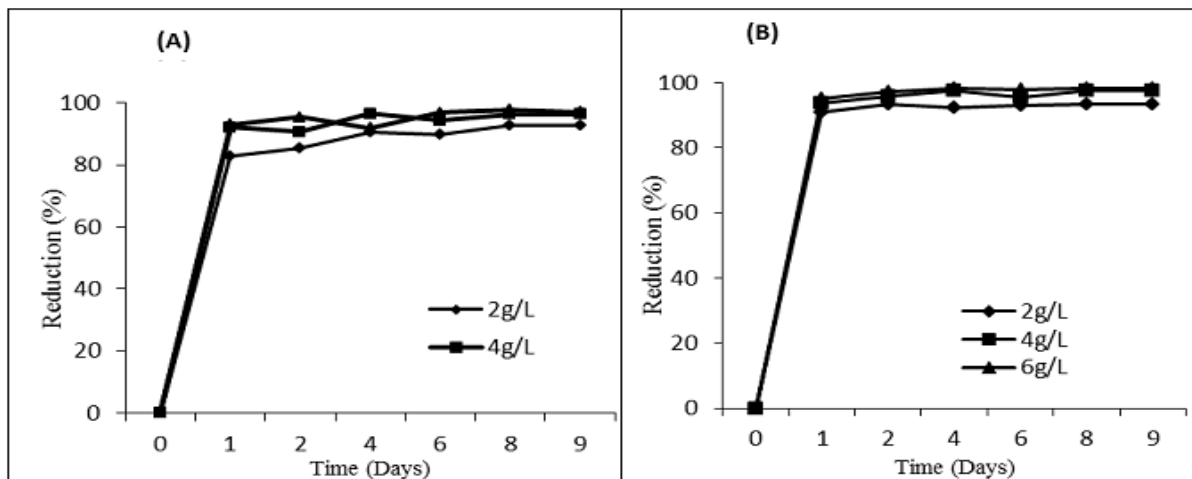 (A)
100
80
60
40
20
0
Reduction (%)
0 1 2 4 6 8 9
Time (Days)
2g/L
4g/L
(B)
100
80
60
40
20
0
Reduction (%)
0 1 2 4 6 8 9
Time (Days)
2g/L
4g/L
6g/L